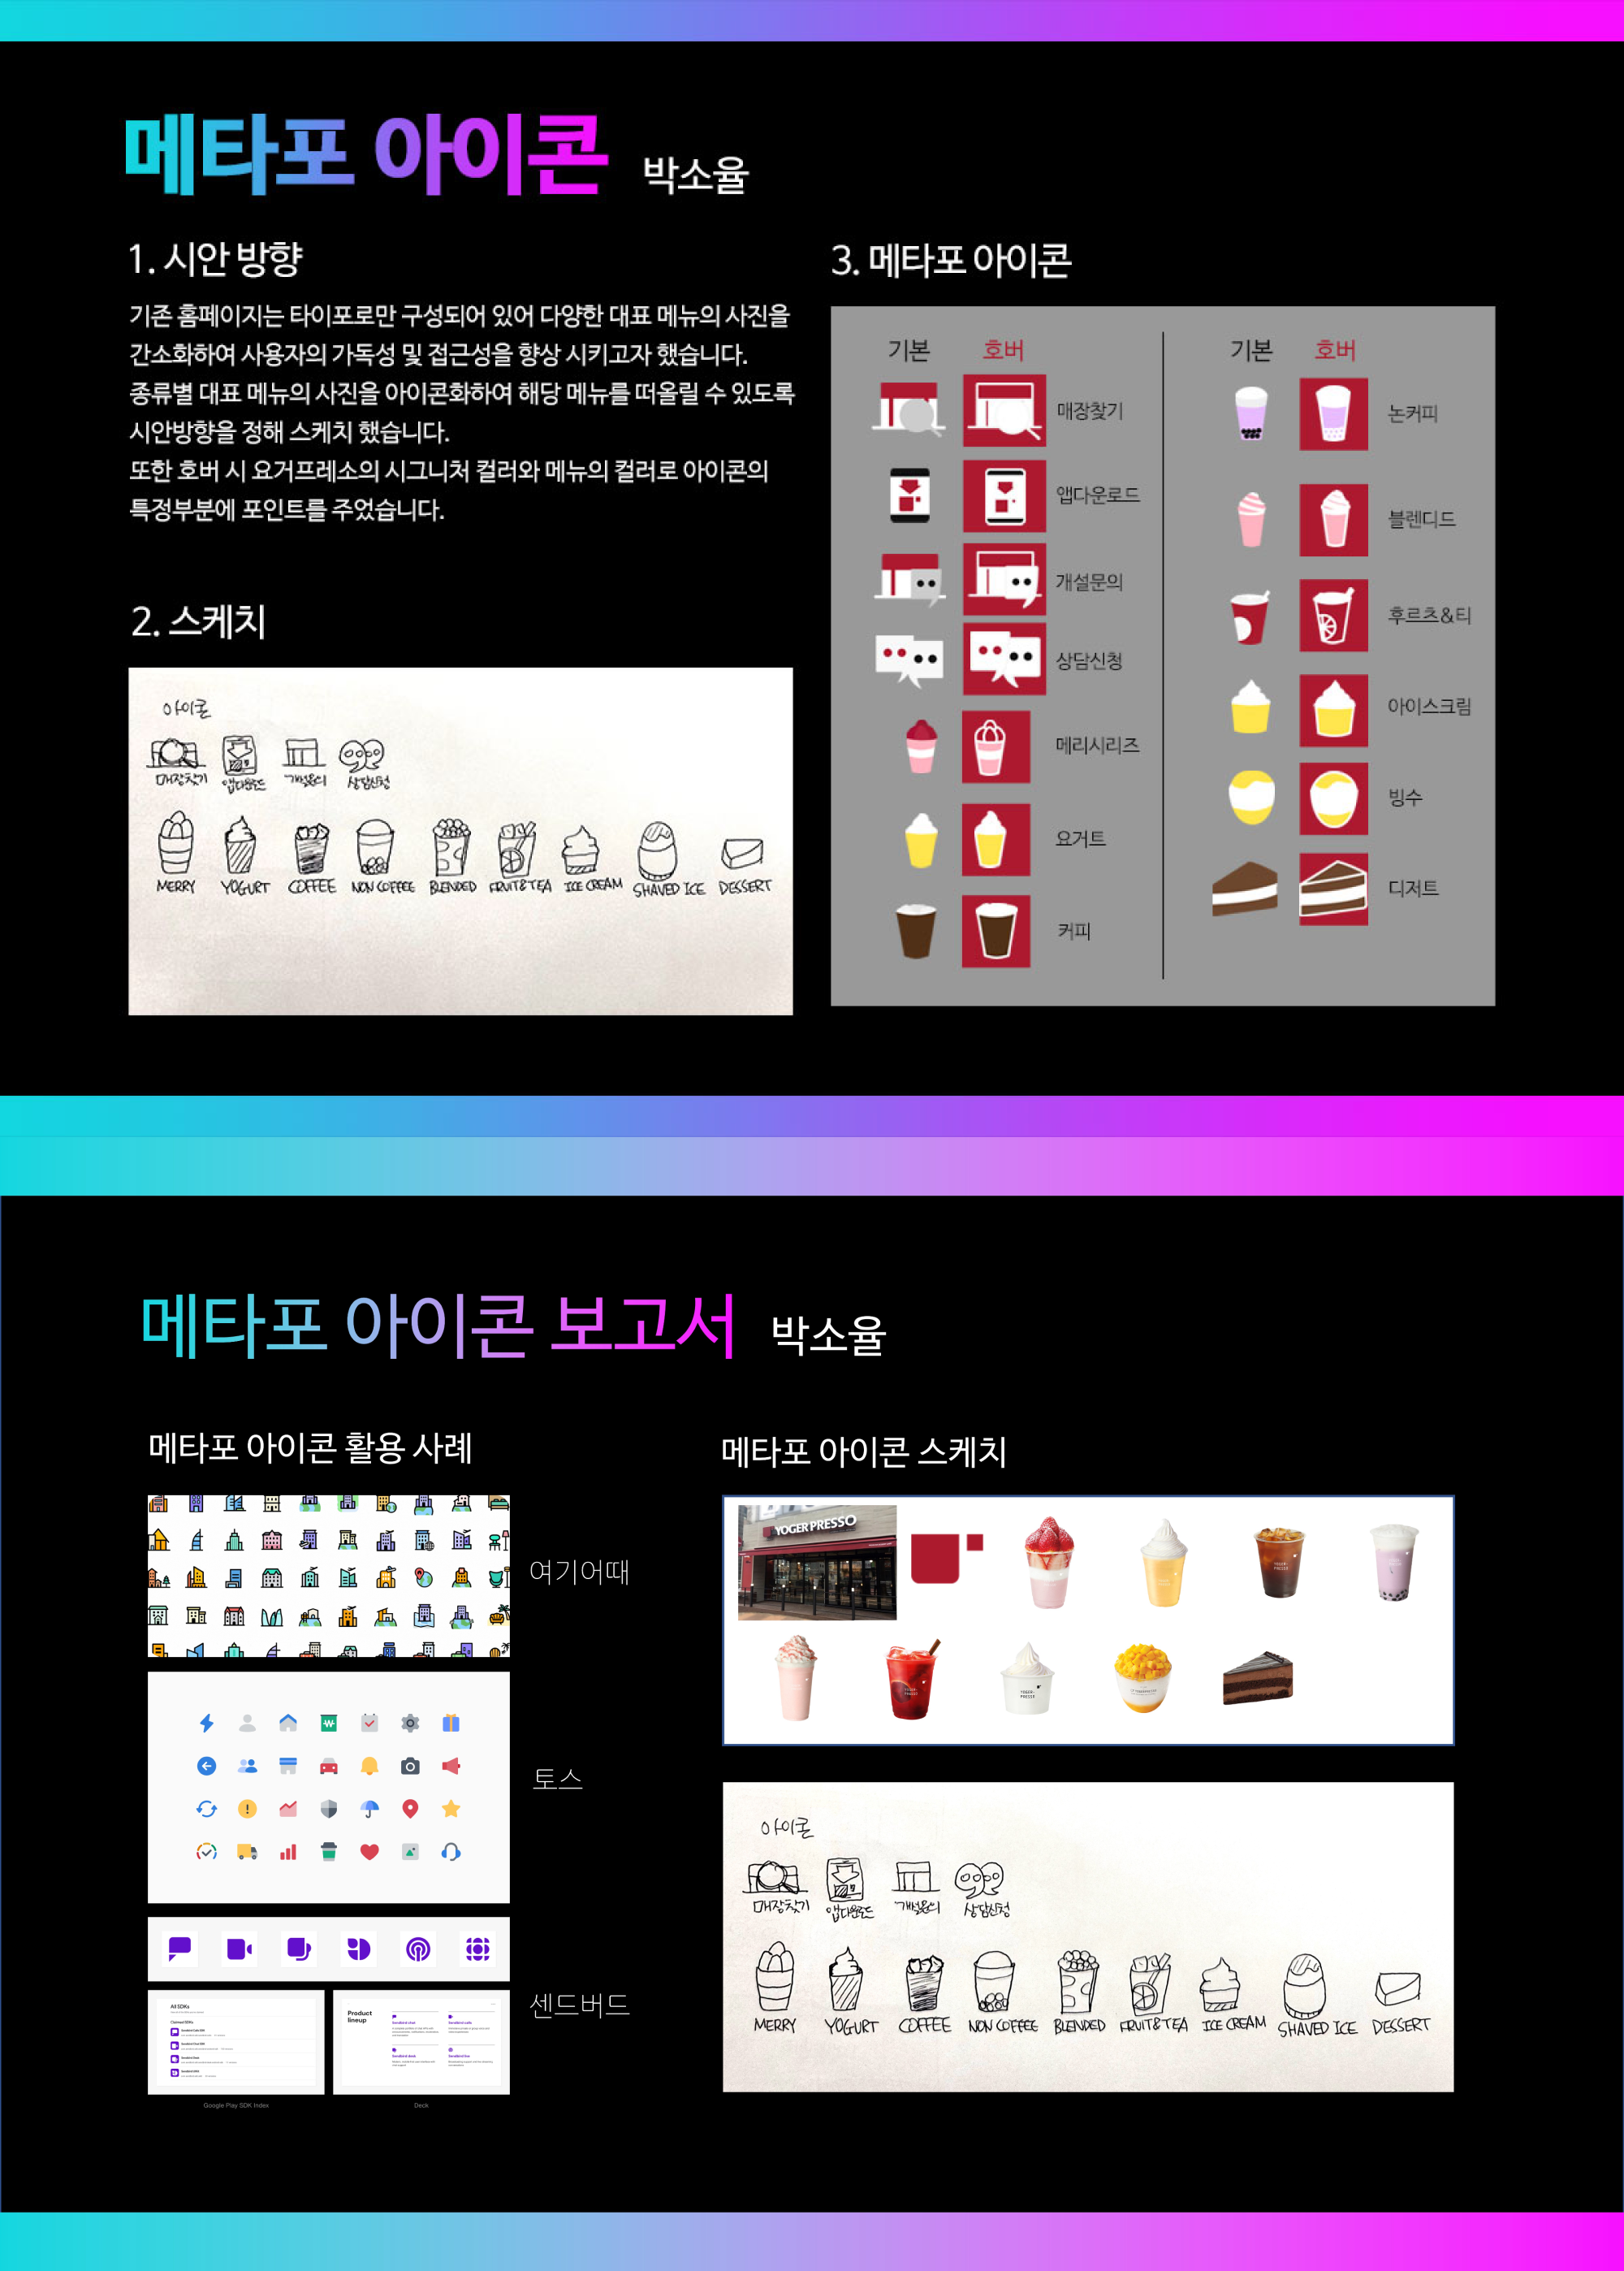 메타포 아이콘 박소율
1. 시안 방향
기존 홈페이지는 타이포로만 구성되어 있어 다양한 대표 메뉴의 사진을
간소화하여 사용자의 가독성 및 접근성을 향상 시키고자 했습니다.
종류별 대표 메뉴의 사진을 아이콘화하여 해당 메뉴를 떠올릴 수 있도록
시안방향을 정해 스케치 했습니다.
또한 호버 시 요거프레소의 시그니처 컬러와 메뉴의 컬러로 아이콘의
특정부분에 포인트를 주었습니다.
2. 스케치
아이콘
매장찾기 앱다운로드 개설문의 상담신청
MERRY YOGURT COFFEE NON COFFEE BLENDED FRUIT&TEA ICE CREAM SHAVED ICE DESSERT
3. 메타포 아이콘
기본 호버
매장찾기
앱다운로드
개설문의
상담신청
메리시리즈
요거트
커피
기본 호버
논커피
블렌디드
후르츠&티
아이스크림
빙수
디저트
메타포 아이콘 보고서 박소율
메타포 아이콘 활용 사례
여기어때
토스
센드버드
All SDKs
Product
lineup
Google Play SDK Index
Deck
메타포 아이콘 스케치
YOGER PRESSO
아이콘
매장찾기 앱다운로드 개설문의 상담신청
MERRY YOGURT COFFEE NON COFFEE BLENDED FRUIT&TEA ICE CREAM SHAVED ICE DESSERT